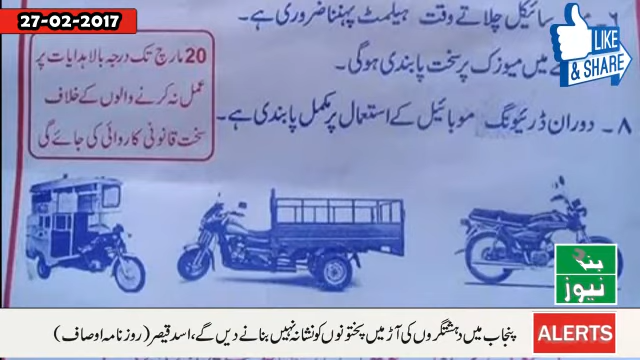 27-02-2017
سائیکل چلاتے وقت ہیلمٹ پہننا ضروری ہے۔
میں میوزک پر سخت پابندی ہوگی۔
۸ ۔ دوران ڈرئیونگ موبائیل کے استعمال پر مکمل پابندی ہے۔
20 مارچ تک درجہ بالا ہدایات پر
عمل نہ کرنے والوں کے خلاف
سخت قانونی کاردائی کی جائے گی
LIKE
& SHARE
نیوز
پنجاب میں دہشتگروں کی آڑ میں پختونوں کو نشانہ نہیں بنانے دیں گے، اسد قیصر (روزنامہ اوصاف)
ALERTS